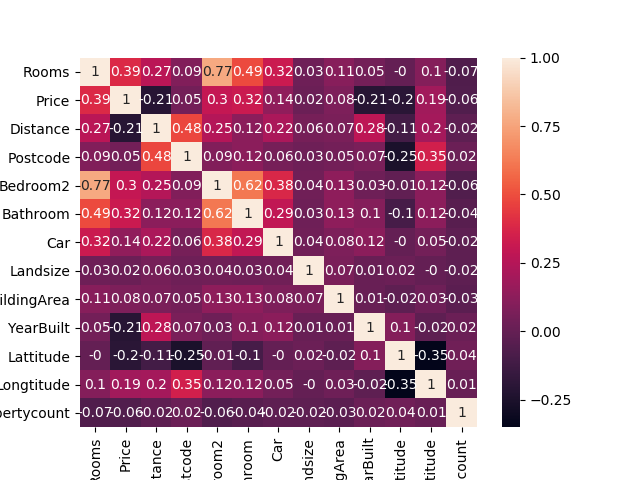 Rooms 1 0.39 0.27 0.09 0.77 0.49 0.32 0.03 0.11 0.05 -0 0.1 -0.07
Price 0.39 1 -0.21 0.05 0.3 0.32 0.14 0.02 0.08 -0.21 -0.2 0.19 -0.06
Distance 0.27 -0.21 1 0.48 0.25 0.12 0.22 0.06 0.07 0.28 -0.11 0.2 -0.02
Postcode 0.09 0.05 0.48 1 0.09 0.12 0.06 0.03 0.05 0.07 -0.25 0.35 0.02
Bedroom2 0.77 0.3 0.25 0.09 1 0.62 0.38 0.04 0.13 0.03 -0.01 0.12 -0.06
Bathroom 0.49 0.32 0.12 0.12 0.62 1 0.29 0.03 0.13 0.1 -0.1 0.12 -0.04
Car 0.32 0.14 0.22 0.06 0.38 0.29 1 0.04 0.08 0.12 -0 0.05 -0.02
Landsize 0.03 0.02 0.06 0.03 0.04 0.03 0.04 1 0.07 0.01 0.02 -0 -0.02
ildingArea 0.11 0.08 0.07 0.05 0.13 0.13 0.08 0.07 1 0.01 -0.02 0.03 -0.03
YearBuilt 0.05 -0.21 0.28 0.07 0.03 0.1 0.12 0.01 0.01 1 0.1 -0.02 0.02
Lattitude -0 -0.2 -0.11 -0.25 -0.01 -0.1 -0 0.02 -0.02 0.1 1 -0.35 0.04
Longtitude 0.1 0.19 0.2 0.35 0.12 0.12 0.05 -0 0.03 -0.02 -0.35 1 0.01
pertycount -0.07 -0.06 -0.02 0.02 -0.06 -0.04 -0.02 -0.02 -0.03 0.02 0.04 0.01 1
Rooms
Price
tance
stcode
room2
hroom
Car
ndsize
gArea
arBuilt
titude
titude
count
1.00
0.75
0.50
0.25
0.00
−0.25